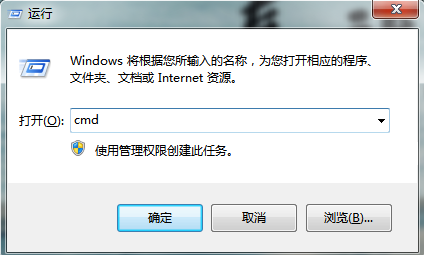 运行
Windows 将根据您所输入的名称，为您打开相应的程序、
文件夹、文档或 Internet 资源。
打开(O): cmd
使用管理权限创建此任务。
确定 取消 浏览(B)...